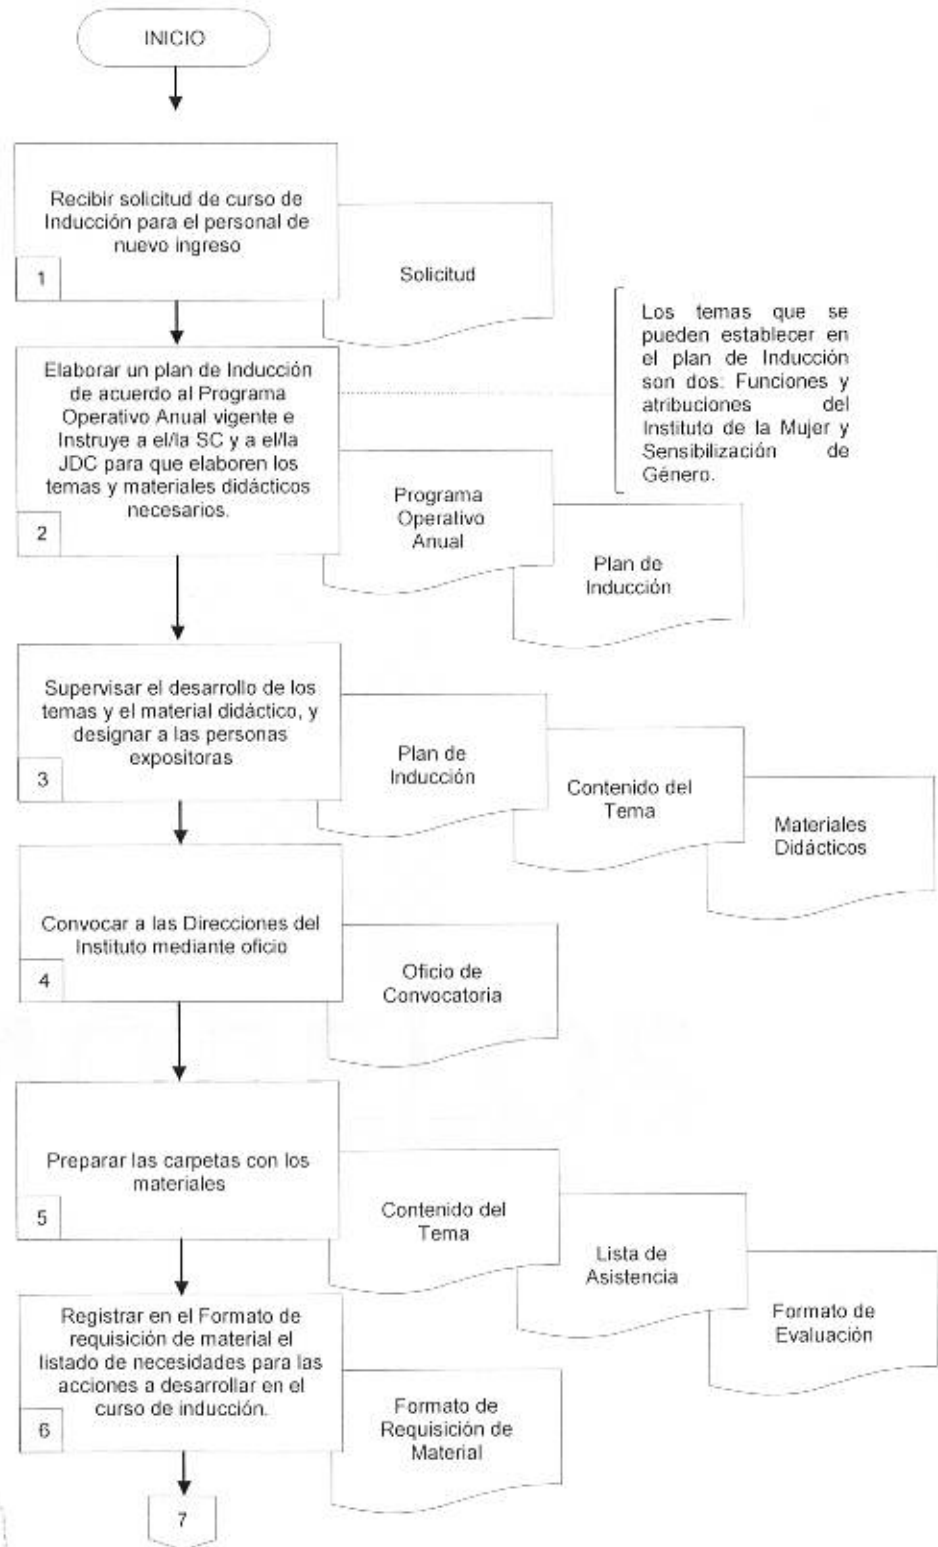 INICIO
Recibir solicitud de curso de
Inducción para el personal de
nuevo ingreso
1
Solicitud
Elaborar un plan de Inducción
de acuerdo al Programa
Operativo Anual vigente e
Instruye a el/la SC y a el/la
JDC para que elaboren los
temas y materiales didácticos
necesarios.
2
Los temas que se
pueden establecer en
el plan de Inducción
son dos: Funciones y
atribuciones del
Instituto de la Mujer y
Sensibilización de
Género.
Programa
Operativo
Anual
Plan de
Inducción
Supervisar el desarrollo de los
temas y el material didáctico, y
designar a las personas
expositoras
3
Plan de
Inducción
Contenido del
Tema
Materiales
Didácticos
Convocar a las Direcciones del
Instituto mediante oficio
4
Oficio de
Convocatoria
Preparar las carpetas con los
materiales
5
Contenido del
Tema
Lista de
Asistencia
Formato de
Evaluación
Registrar en el Formato de
requisición de material el
listado de necesidades para las
acciones a desarrollar en el
curso de inducción.
6
Formato de
Requisición de
Material
7